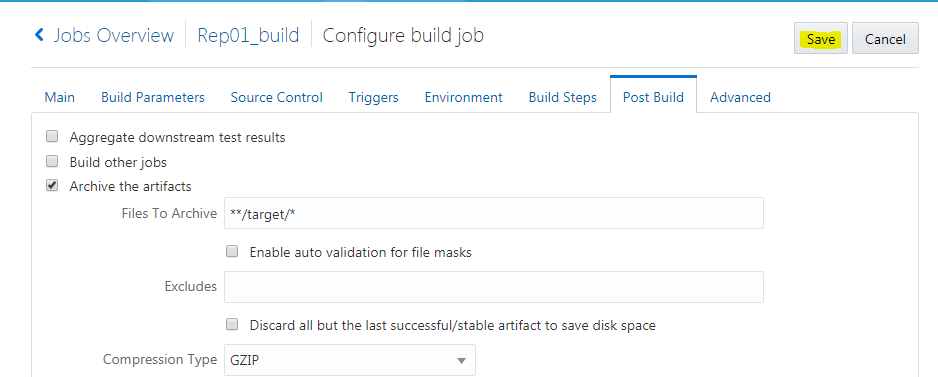 Jobs Overview Rep01_build Configure build job Save Cancel
Main Build Parameters Source Control Triggers Environment Build Steps Post Build Advanced
Aggregate downstream test results
Build other jobs
Archive the artifacts
Files To Archive **/target/*
Enable auto validation for file masks
Excludes
Discard all but the last successful/stable artifact to save disk space
Compression Type GZIP